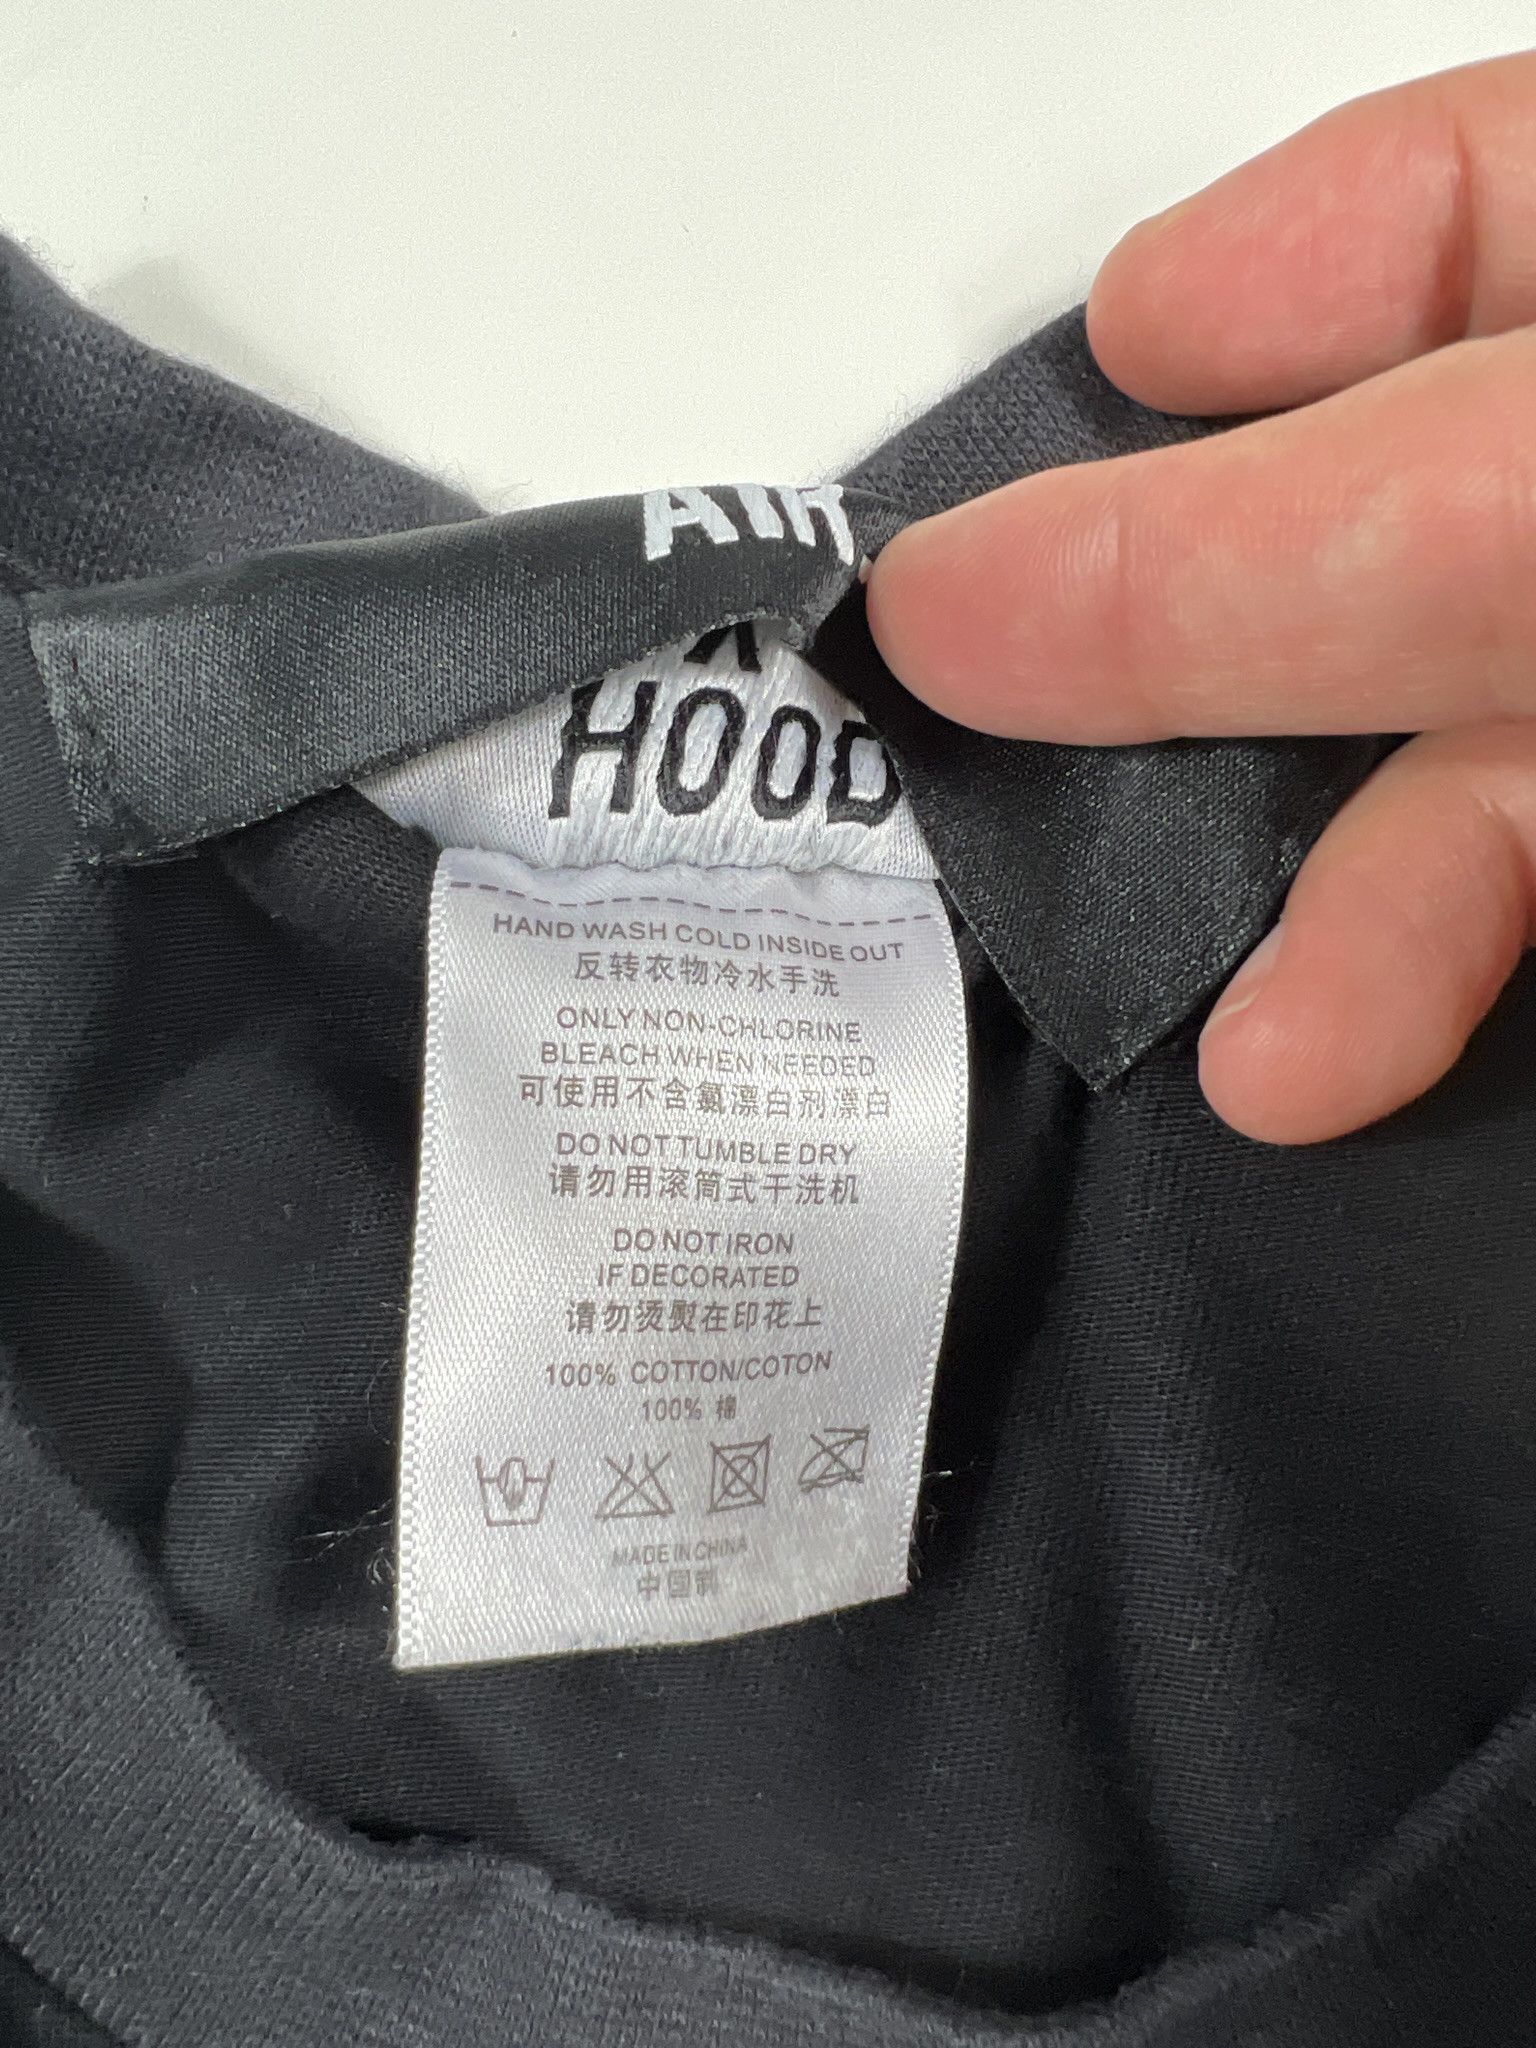 AIR
HOOD
HAND WASH COLD INSIDE OUT
反转衣物冷水手洗
ONLY NON-CHLORINE
BLEACH WHEN NEEDED
可使用不含氯漂白剂漂白
DO NOT TUMBLE DRY
请勿用滚筒式干洗机
DO NOT IRON
IF DECORATED
请勿烫熨在印花上
100% COTTON/COTON
100% 棉
MADE IN CHINA
中国制